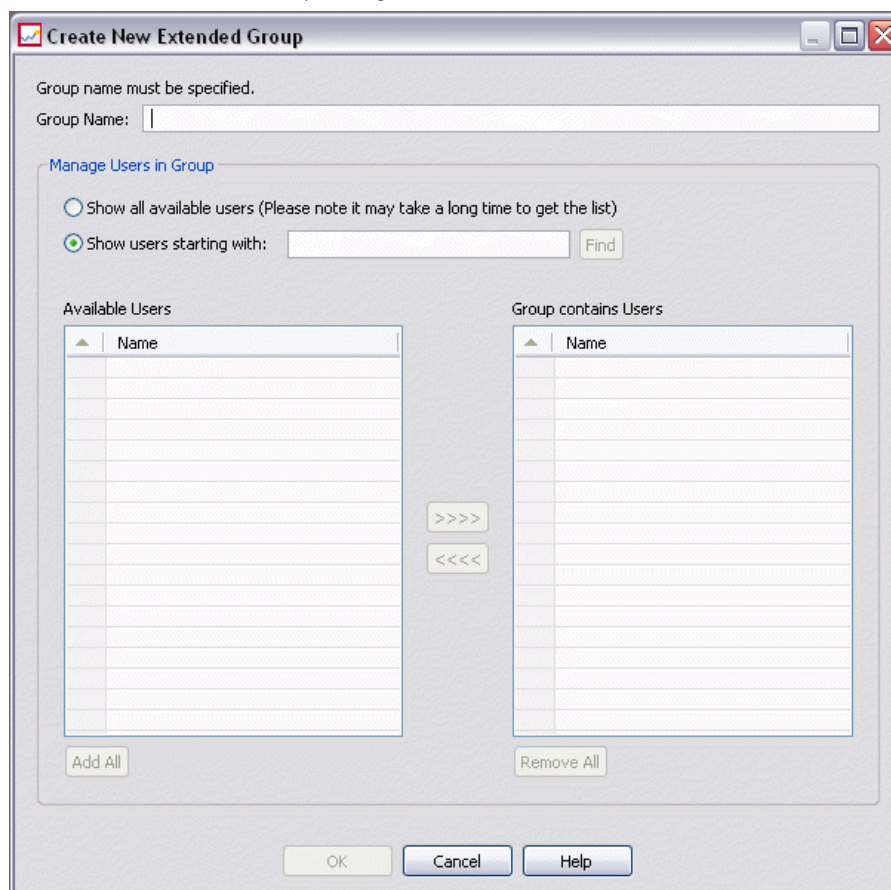 Create New Extended Group
Group name must be specified.
Group Name:
Manage Users in Group
Show all available users (Please note it may take a long time to get the list)
Show users starting with:
Find
Available Users
Group contains Users
Name
Name
>>>>
<<<<
Add All
Remove All
OK
Cancel
Help